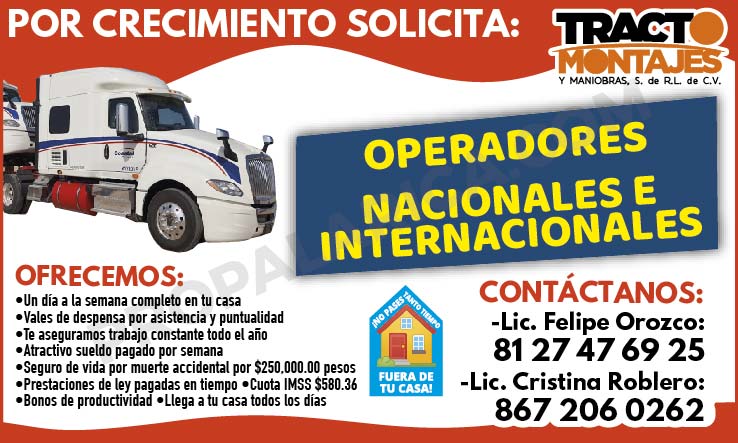 POR CRECIMIENTO SOLICITA:
TRACTO
MONTAJES
Y MANIOBRAS, S. de R.L. de C.V.
OPERADORES
NACIONALES E
INTERNACIONALES
OFRECEMOS:
•Un día a la semana completo en tu casa
•Vales de despensa por asistencia y puntualidad
•Te aseguramos trabajo constante todo el año
•Atractivo sueldo pagado por semana
•Seguro de vida por muerte accidental por $250,000.00 pesos
•Prestaciones de ley pagadas en tiempo •Cuota IMSS $580.36
•Bonos de productividad •Llega a tu casa todos los días
¡NO PASES TANTO TIEMPO
FUERA DE
TU CASA!
CONTÁCTANOS:
-Lic. Felipe Orozco:
81 27 47 69 25
-Lic. Cristina Roblero:
867 206 0262